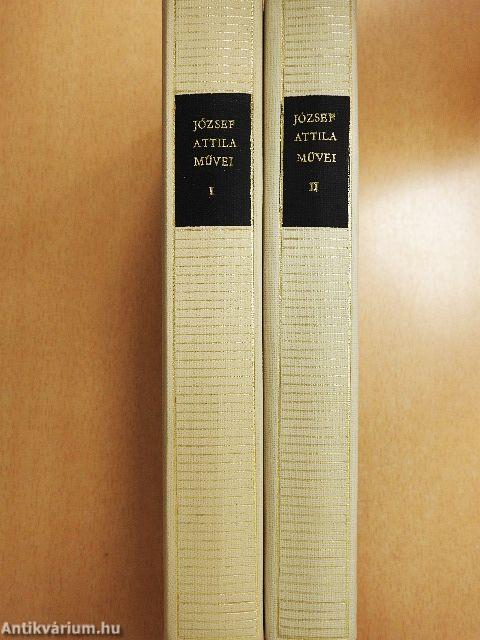 JÓZSEF
ATTILA
MŰVEI
I
JÓZSEF
ATTILA
MŰVEI
II
Antikvárium.hu